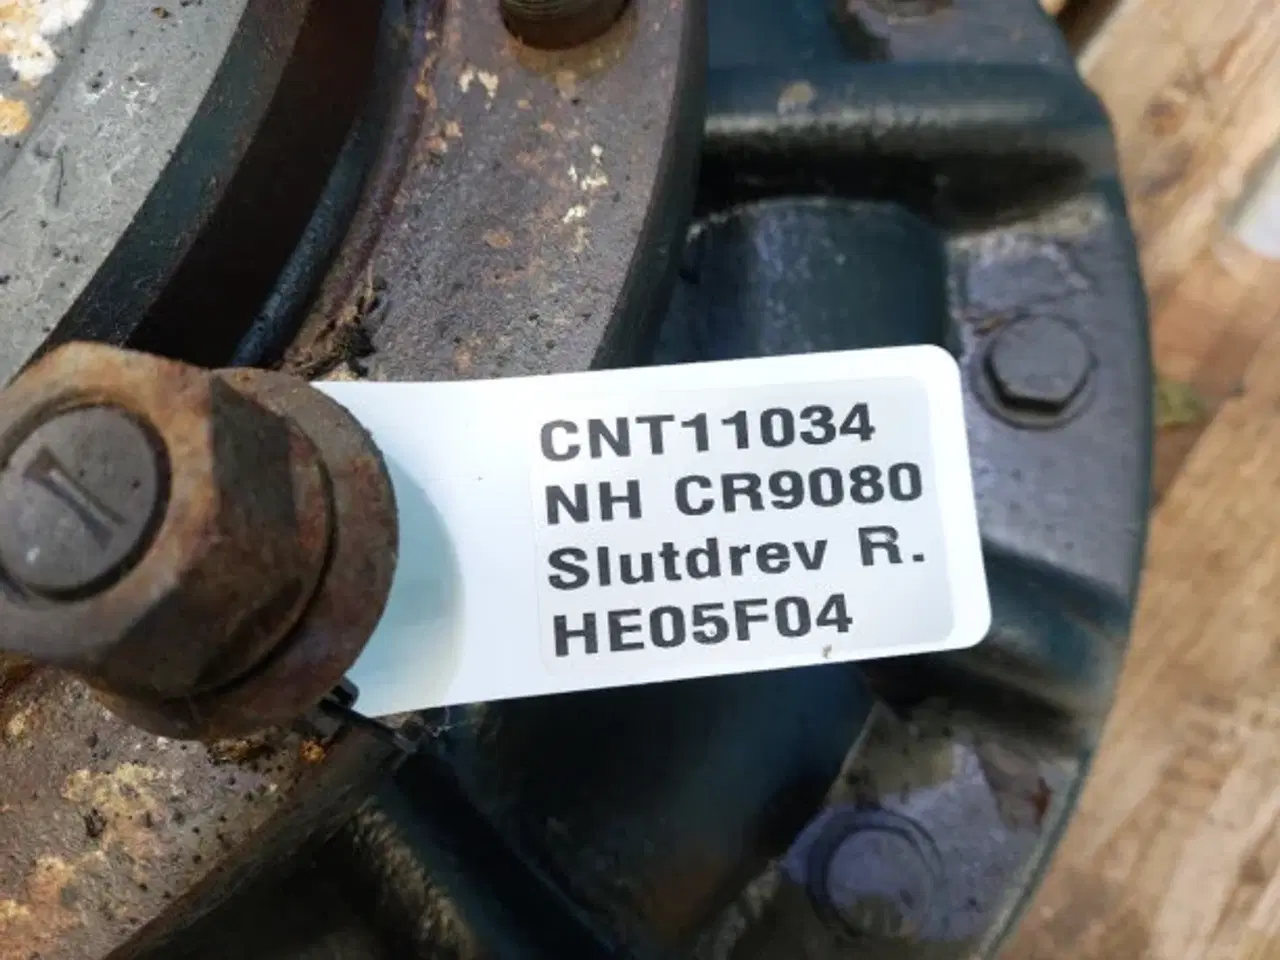 CNT11034
NH CR9080
Slutdrev R.
HE05F04